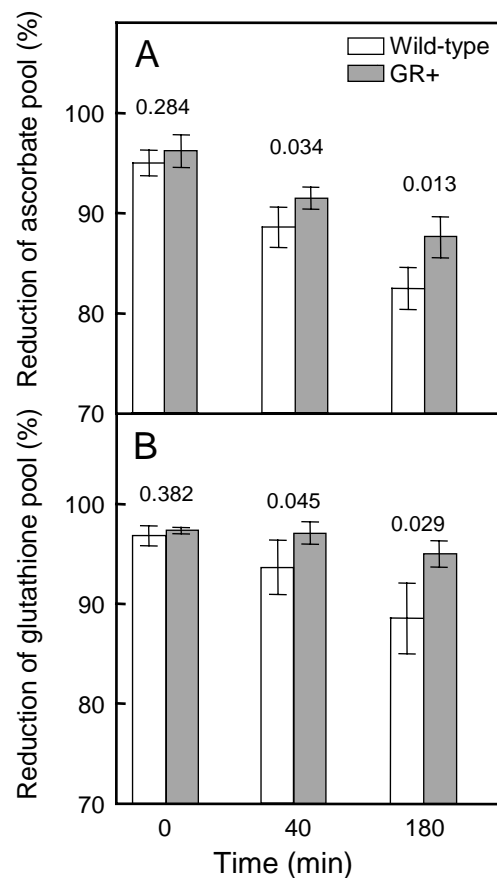 A
Wild-type
GR+
Reduction of ascorbate pool (%)
100
90
80
70
0.284
0.034
0.013
B
Reduction of glutathione pool (%)
100
90
80
70
0.382
0.045
0.029
0
40
180
Time (min)